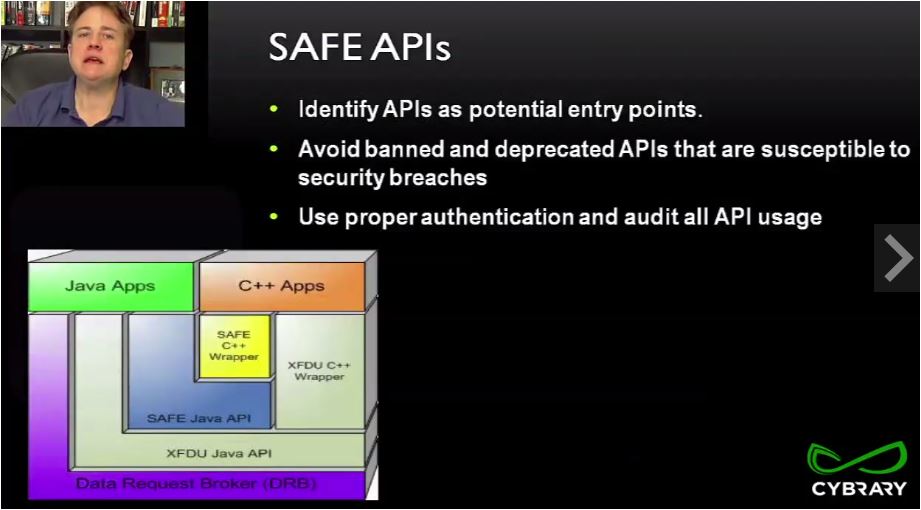 SAFE APIs
• Identify APIs as potential entry points.
• Avoid banned and deprecated APIs that are susceptible to
security breaches
• Use proper authentication and audit all API usage
Java Apps
C++ Apps
SAFE
C++
Wrapper
XFDU C++
Wrapper
SAFE Java API
XFDU Java API
Data Request Broker (DRB)
CYBRARY